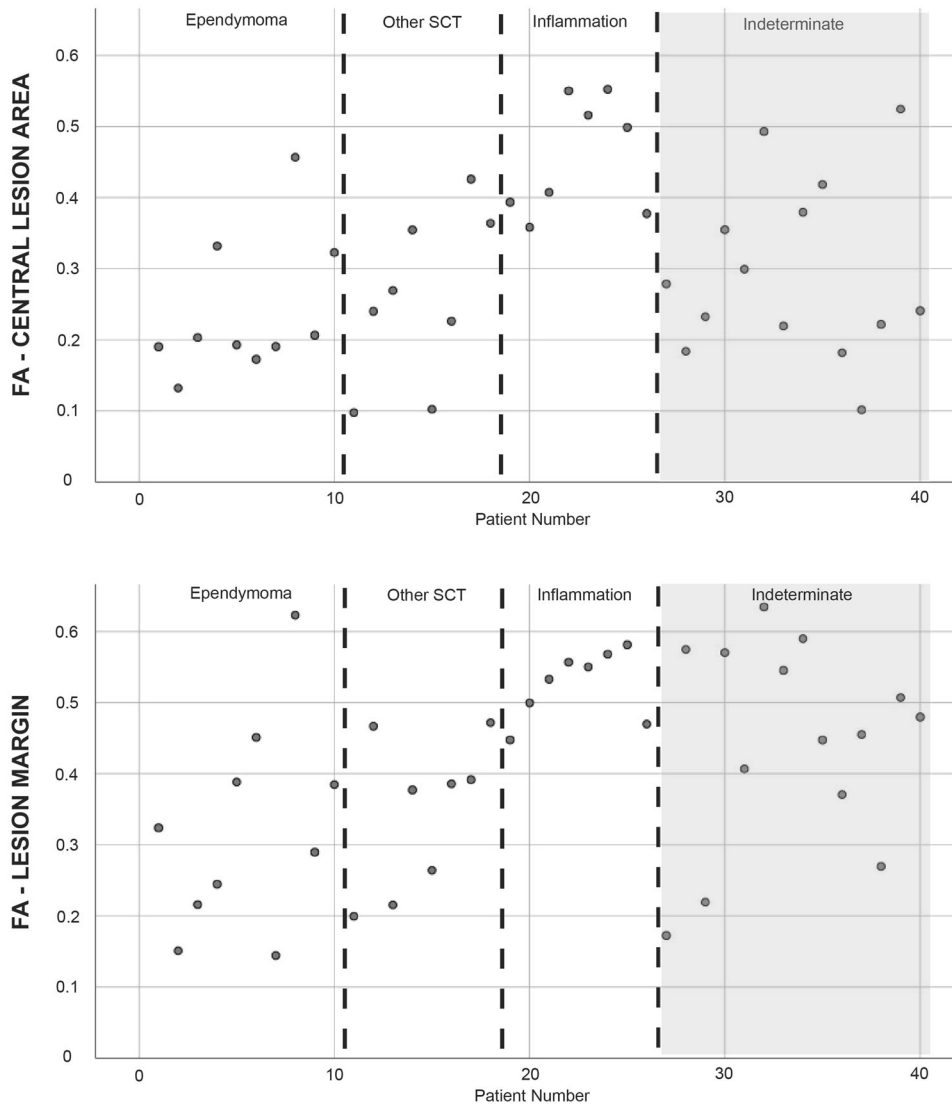 Ependymoma Other SCT Inflammation Indeterminate
FA - CENTRAL LESION AREA
0.6
0.5
0.4
0.3
0.2
0.1
0
0 10 20 30 40
Patient Number
Ependymoma Other SCT Inflammation Indeterminate
FA - LESION MARGIN
0.6
0.5
0.4
0.3
0.2
0.1
0
0 10 20 30 40
Patient Number